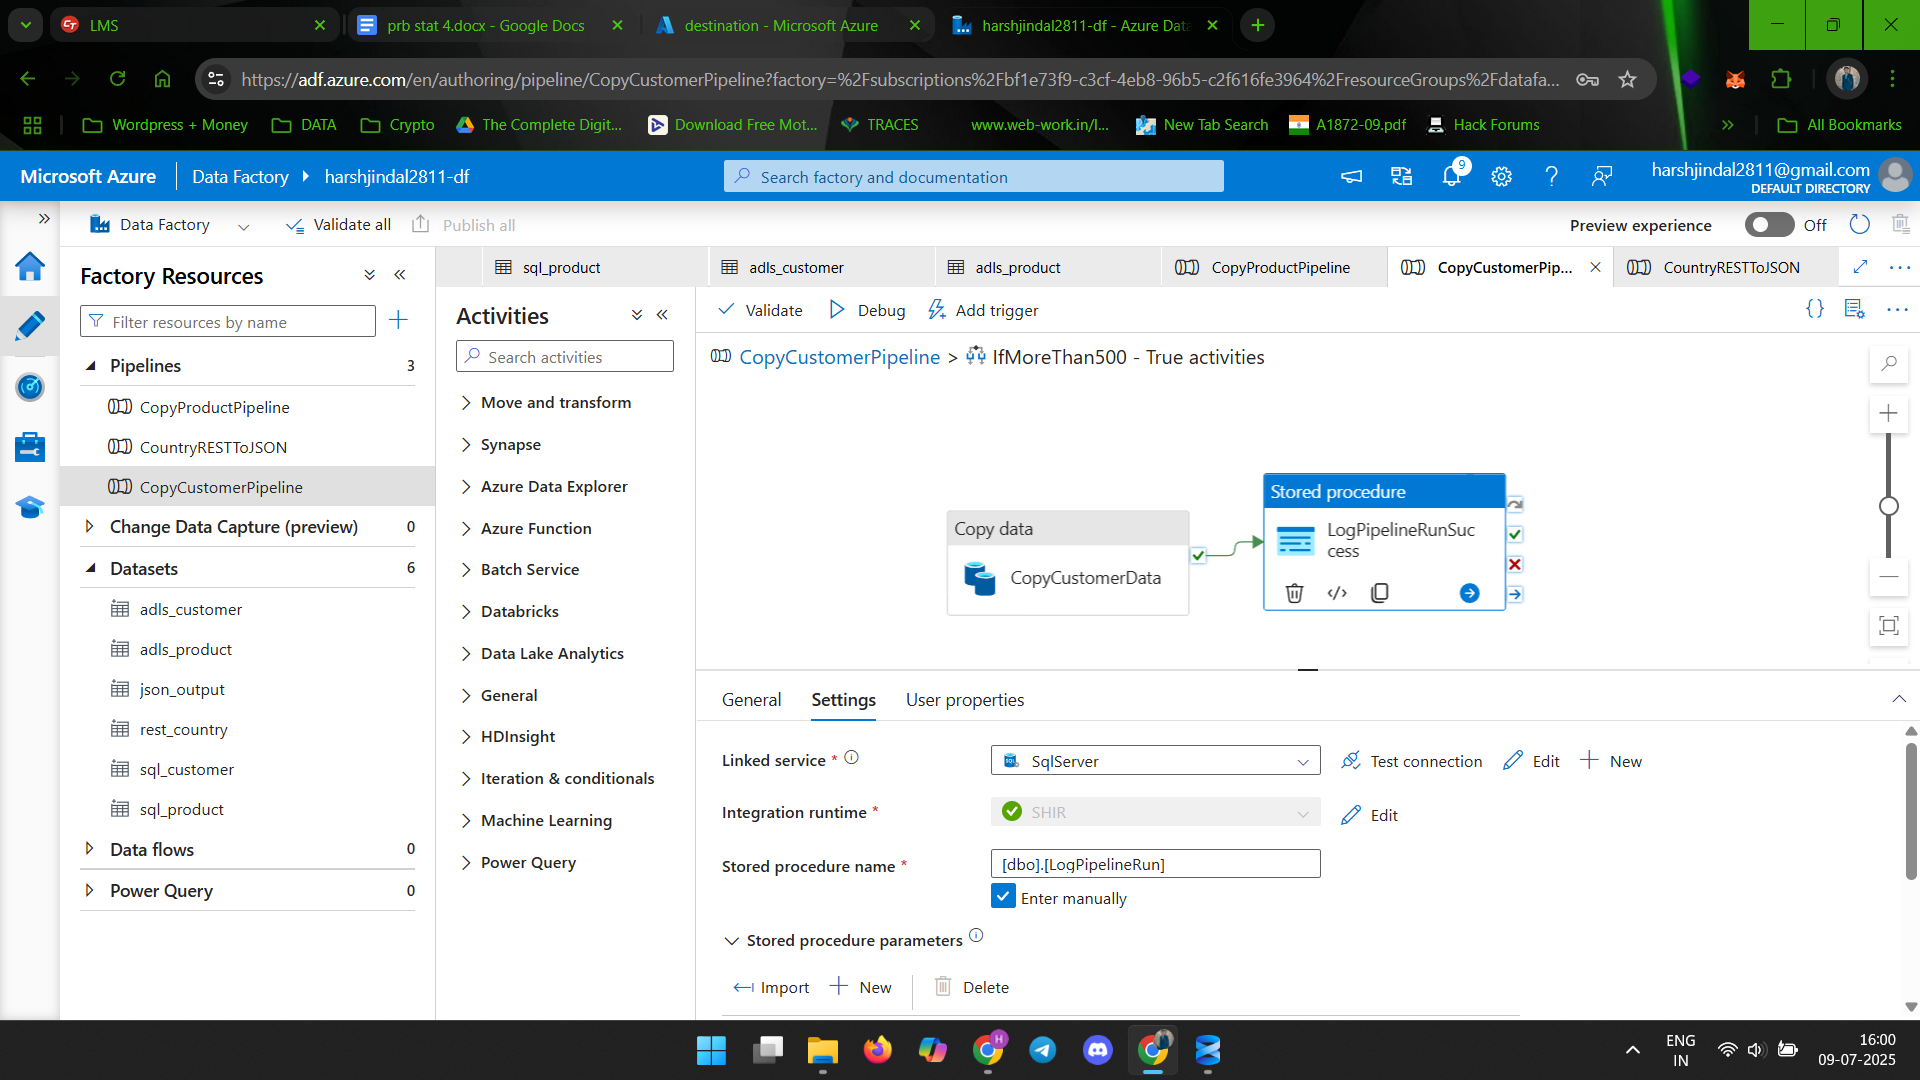 LMS
prb stat 4.docx - Google Docs
destination - Microsoft Azure
harshjindal2811-df - Azure Data
https://adf.azure.com/en/authoring/pipeline/CopyCustomerPipeline?factory=%2Fsubscriptions%2Fbf1e73f9-c3cf-4eb8-96b5-c2f616fe3964%2FresourceGroups%2Fdatafa...
Wordpress + Money
DATA
Crypto
The Complete Digit...
Download Free Mot...
TRACES
www.web-work.in/l...
New Tab Search
A1872-09.pdf
Hack Forums
All Bookmarks
Microsoft Azure
Data Factory
harshjindal2811-df
Search factory and documentation
9
harshjindal2811@gmail.com
DEFAULT DIRECTORY
Data Factory
Validate all
Publish all
Preview experience
Off
Factory Resources
Filter resources by name
Pipelines 3
CopyProductPipeline
CountryRESTToJSON
CopyCustomerPipeline
Change Data Capture (preview) 0
Datasets 6
adls_customer
adls_product
json_output
rest_country
sql_customer
sql_product
Data flows 0
Power Query 0
sql_product
adls_customer
adls_product
CopyProductPipeline
CopyCustomerPip...
CountryRESTToJSON
Activities
Search activities
Move and transform
Synapse
Azure Data Explorer
Azure Function
Batch Service
Databricks
Data Lake Analytics
General
HDInsight
Iteration & conditionals
Machine Learning
Power Query
Validate
Debug
Add trigger
CopyCustomerPipeline > IfMoreThan500 - True activities
Copy data
CopyCustomerData
Stored procedure
LogPipelineRunSuc
cess
General
Settings
User properties
Linked service *
SqlServer
Test connection
Edit
New
Integration runtime *
SHIR
Edit
Stored procedure name *
[dbo].[LogPipelineRun]
Enter manually
Stored procedure parameters
Import
New
Delete
H
ENG
IN
16:00
09-07-2025